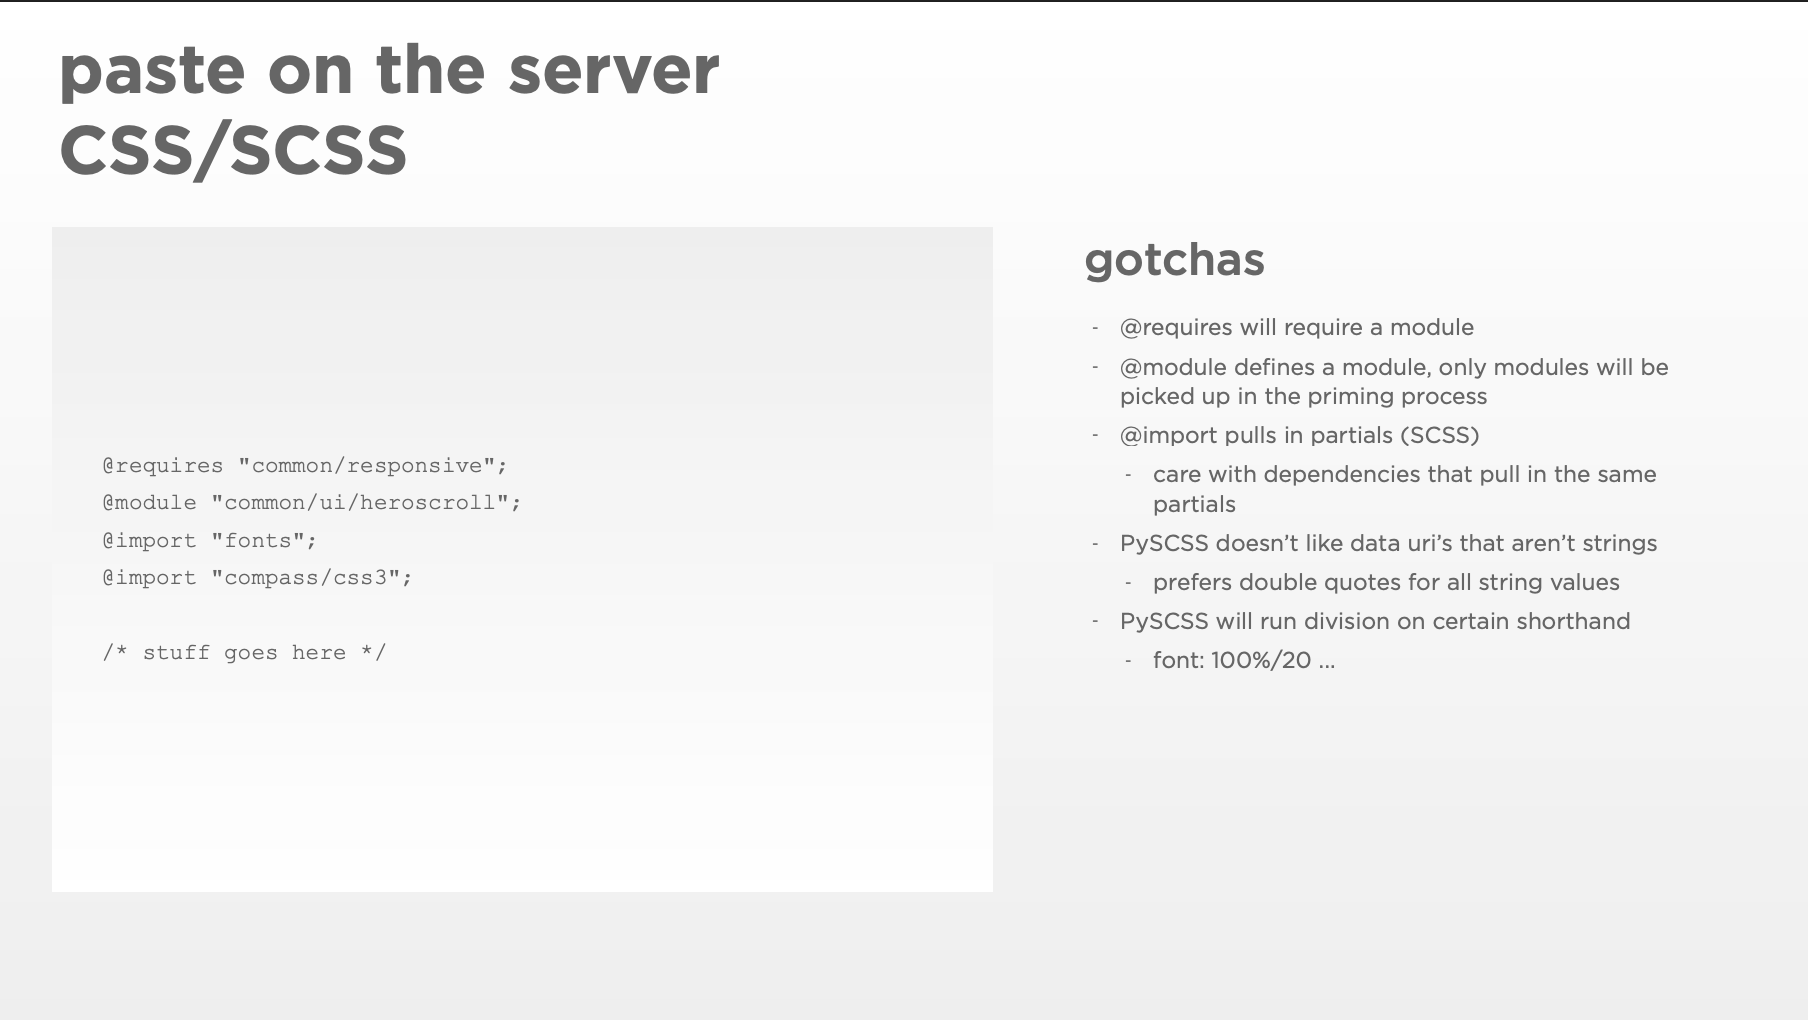 paste on the server
CSS/SCSS
@requires "common/responsive";
@module "common/ui/heroscroll";
@import "fonts";
@import "compass/css3";
/* stuff goes here */
gotchas
- @requires will require a module
- @module defines a module, only modules will be
picked up in the priming process
- @import pulls in partials (SCSS)
- care with dependencies that pull in the same
partials
- PySCSS doesn’t like data uri’s that aren’t strings
- prefers double quotes for all string values
- PySCSS will run division on certain shorthand
- font: 100%/20 ...